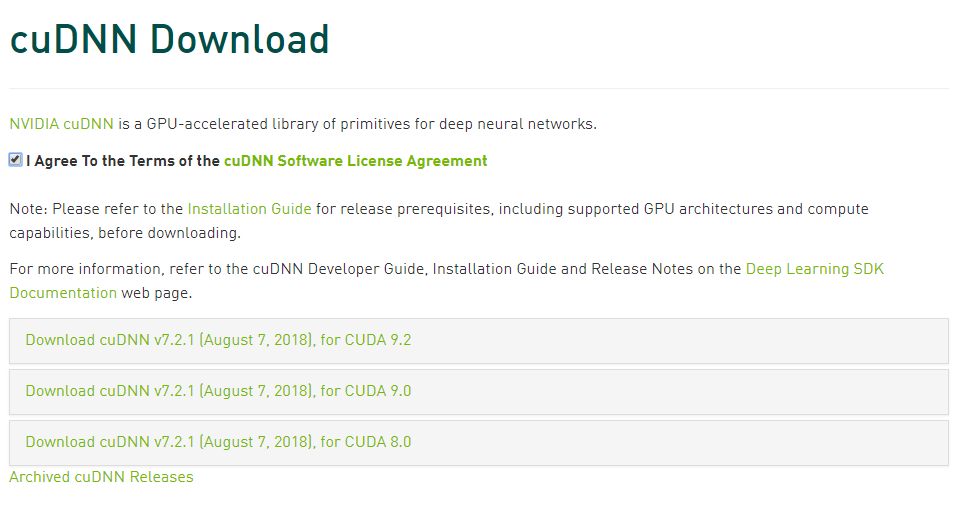 cuDNN Download
NVIDIA cuDNN is a GPU-accelerated library of primitives for deep neural networks.
I Agree To the Terms of the cuDNN Software License Agreement
Note: Please refer to the Installation Guide for release prerequisites, including supported GPU architectures and compute
capabilities, before downloading.
For more information, refer to the cuDNN Developer Guide, Installation Guide and Release Notes on the Deep Learning SDK
Documentation web page.
Download cuDNN v7.2.1 (August 7, 2018), for CUDA 9.2
Download cuDNN v7.2.1 (August 7, 2018), for CUDA 9.0
Download cuDNN v7.2.1 (August 7, 2018), for CUDA 8.0
Archived cuDNN Releases